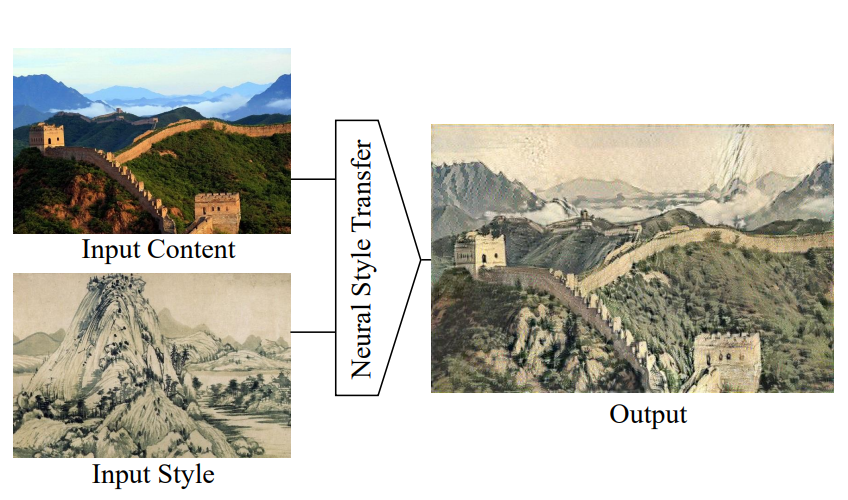 Input Content
Neural Style Transfer
Input Style
Output